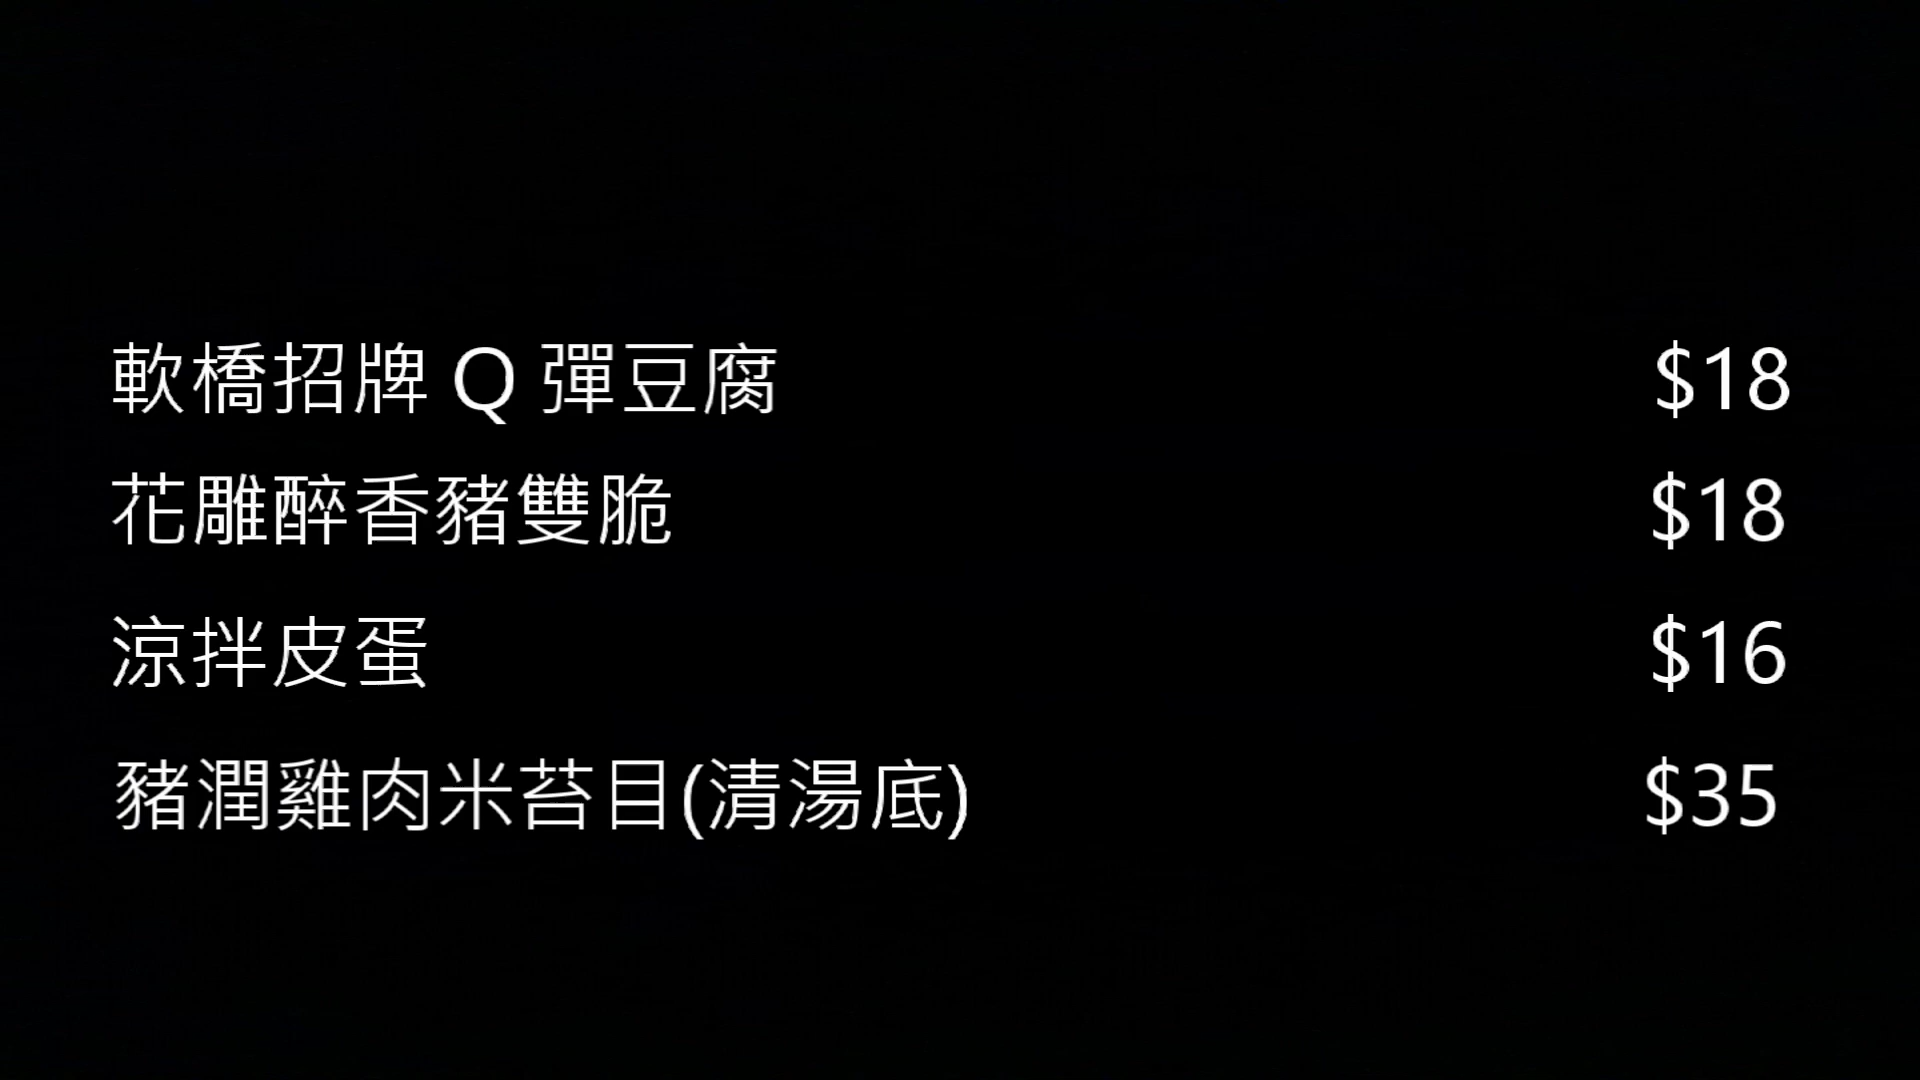 軟橋招牌 Q 彈豆腐 $18
花雕醉香豬雙脆 $18
涼拌皮蛋 $16
豬潤雞肉米苔目(清湯底) $35